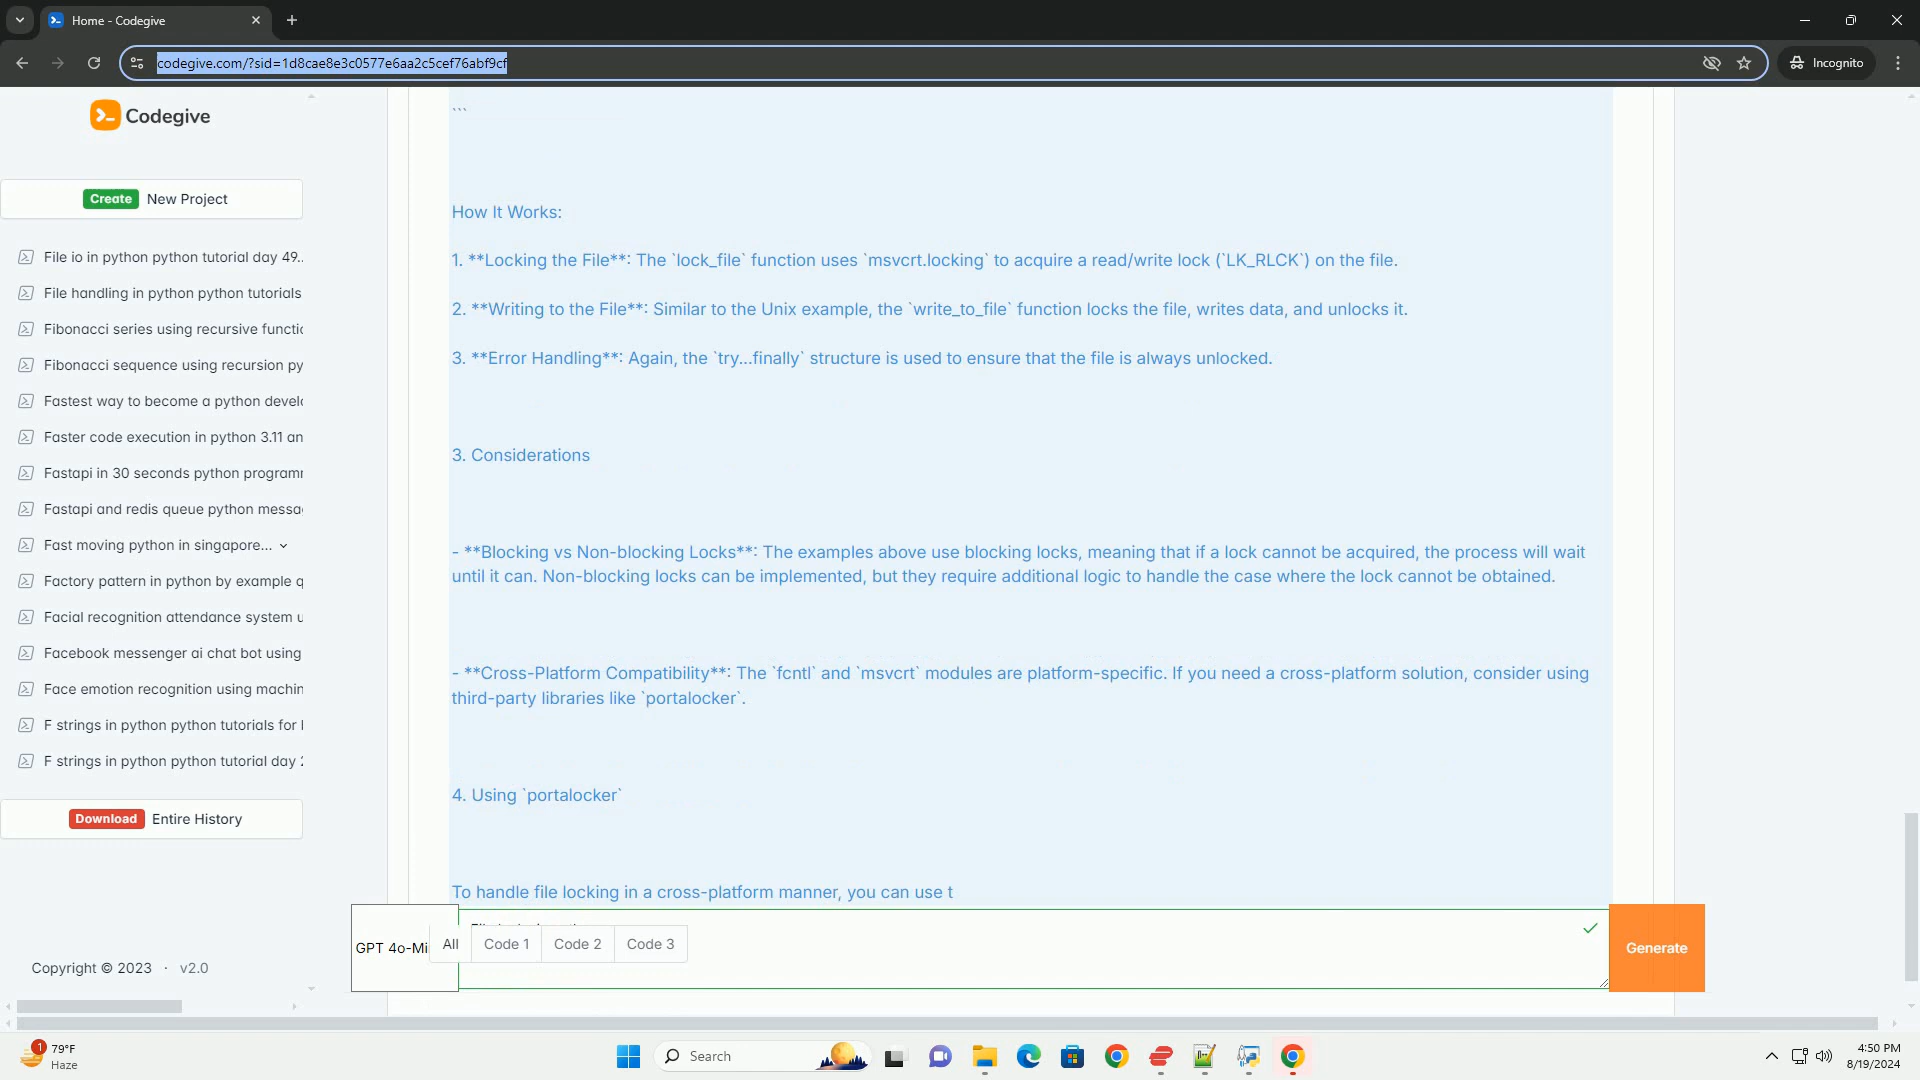 Home - Codegive
codegive.com/?sid=1d8cae8e3c0577e6aa2c5cef76abf9cf
Incognito
Codegive
Create New Project
File io in python python tutorial day 49..
File handling in python python tutorials
Fibonacci series using recursive functi
Fibonacci sequence using recursion py
Fastest way to become a python devel
Faster code execution in python 3.11 an
Fastapi in 30 seconds python program
Fastapi and redis queue python messa
Fast moving python in singapore...
Factory pattern in python by example q
Facial recognition attendance system u
Facebook messenger ai chat bot using
Face emotion recognition using machin
F strings in python python tutorials for
F strings in python python tutorial day 2
Download Entire History
Copyright © 2023 · v2.0
```
How It Works:
1. **Locking the File**: The `lock_file` function uses `msvcrt.locking` to acquire a read/write lock (`LK_RLCK`) on the file.
2. **Writing to the File**: Similar to the Unix example, the `write_to_file` function locks the file, writes data, and unlocks it.
3. **Error Handling**: Again, the `try...finally` structure is used to ensure that the file is always unlocked.
3. Considerations
- **Blocking vs Non-blocking Locks**: The examples above use blocking locks, meaning that if a lock cannot be acquired, the process will wait
until it can. Non-blocking locks can be implemented, but they require additional logic to handle the case where the lock cannot be obtained.
- **Cross-Platform Compatibility**: The `fcntl` and `msvcrt` modules are platform-specific. If you need a cross-platform solution, consider using
third-party libraries like `portalocker`.
4. Using `portalocker`
To handle file locking in a cross-platform manner, you can use t
GPT 4o-Mi
All Code 1 Code 2 Code 3
Generate
1
79°F
Haze
Search
4:50 PM
8/19/2024